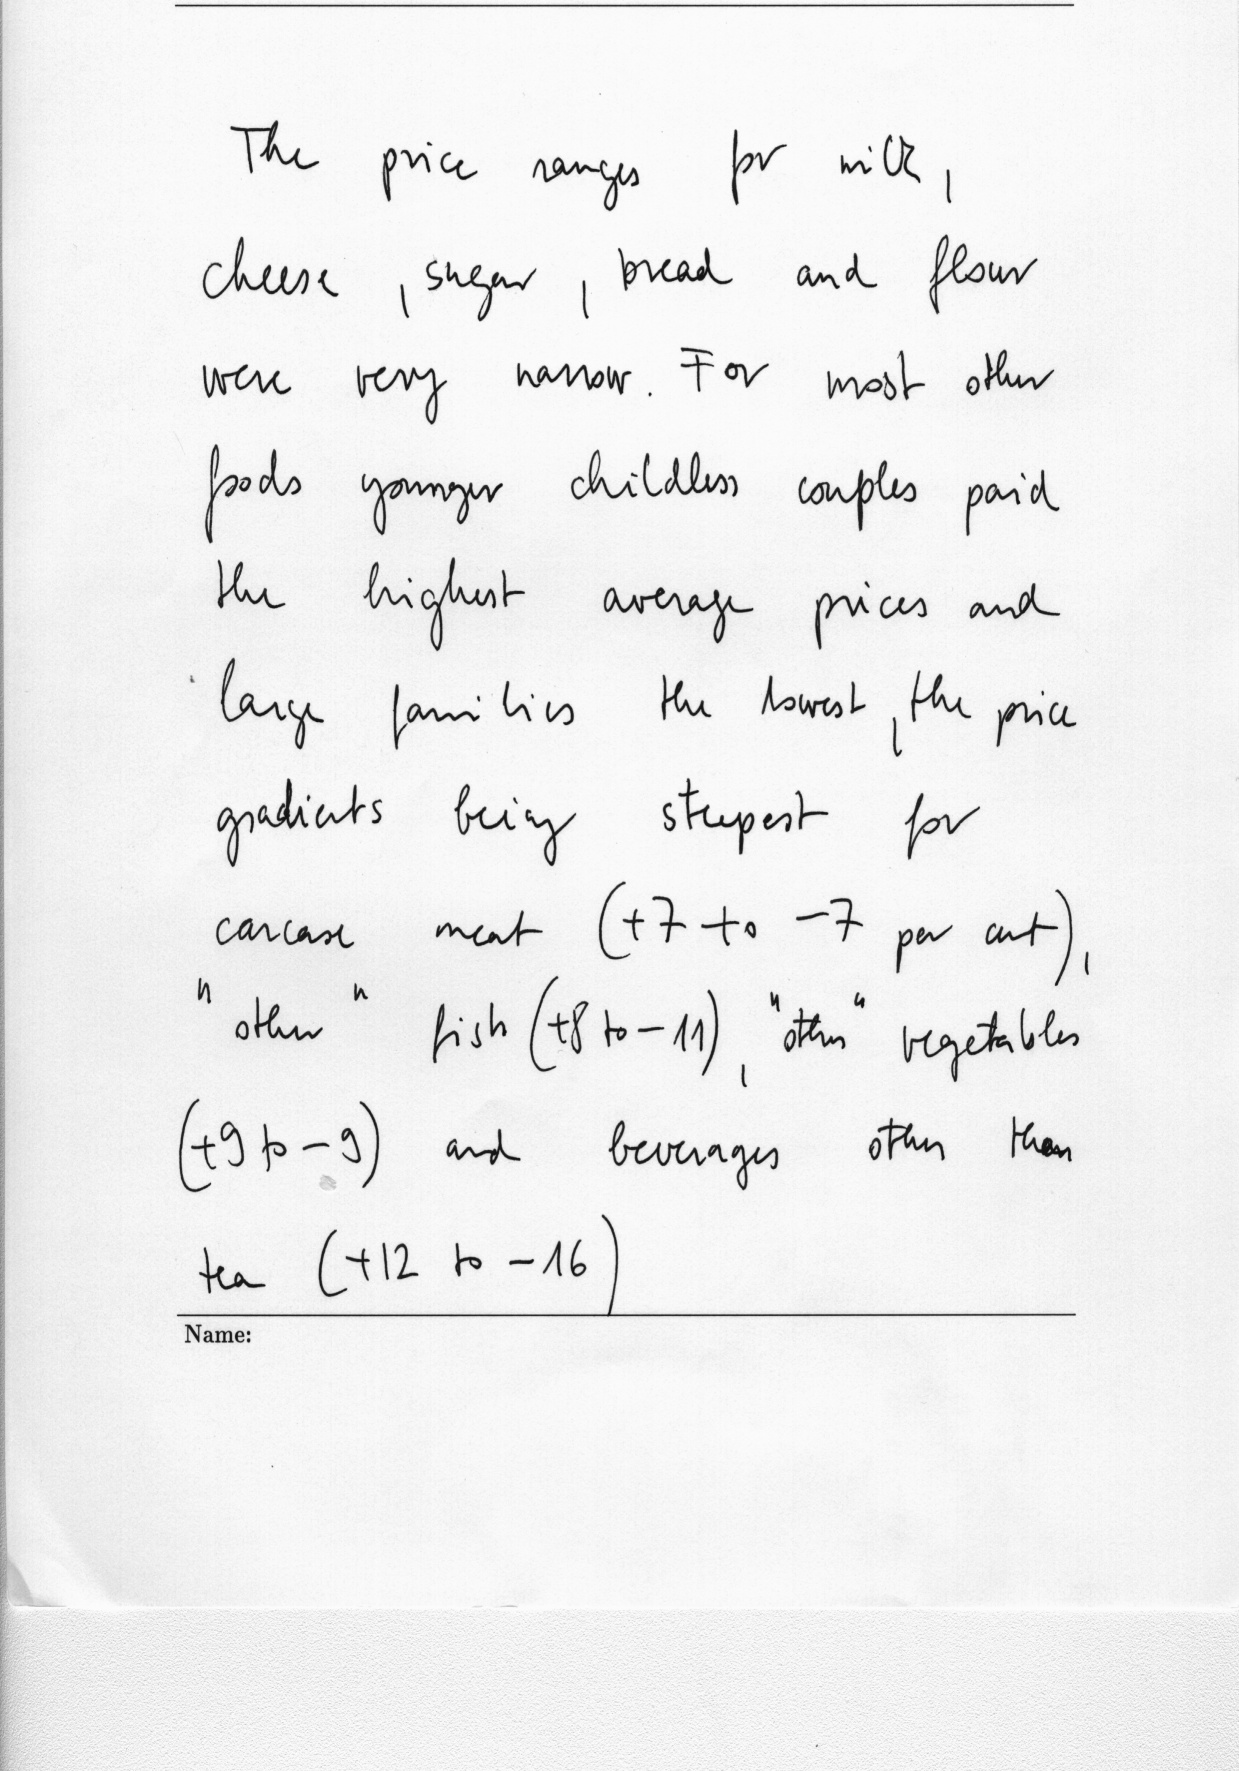 The price ranges for milk,
cheese, sugar, bread and flour
were very narrow. For most other
foods younger childless couples paid
the highest average prices and
large families the lowest, the price
gradients being steepest for
carcase meat (+7 to -7 per cent),
"other" fish (+8 to -11), "other" vegetables
(+9 to -9) and beverages other than
tea (+12 to -16)
Name: